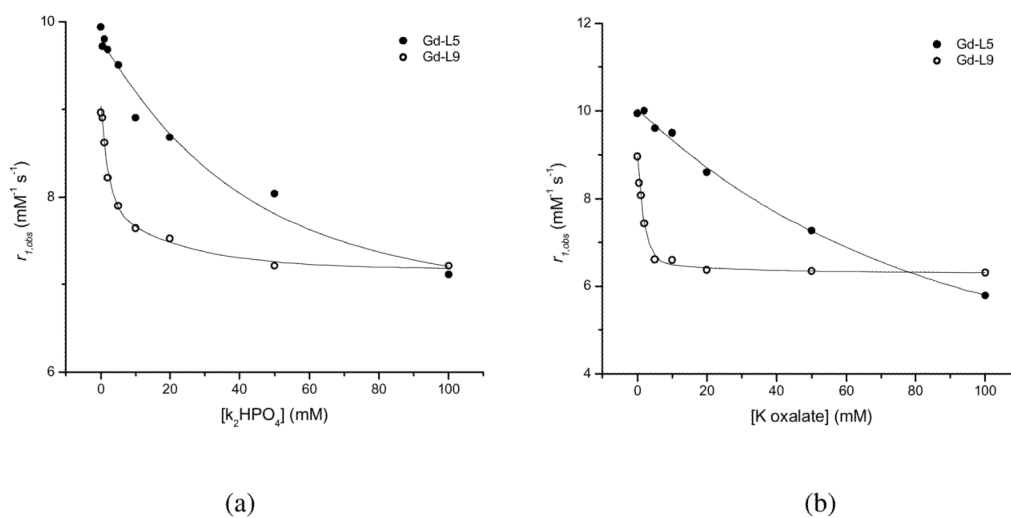 10
8
6
r1,obs (mM⁻¹ s⁻¹)
Gd-L5
Gd-L9
0 20 40 60 80 100
[k₂HPO₄] (mM)
(a)
12
10
8
6
4
r1,obs (mM⁻¹ s⁻¹)
Gd-L5
Gd-L9
0 20 40 60 80 100
[K oxalate] (mM)
(b)